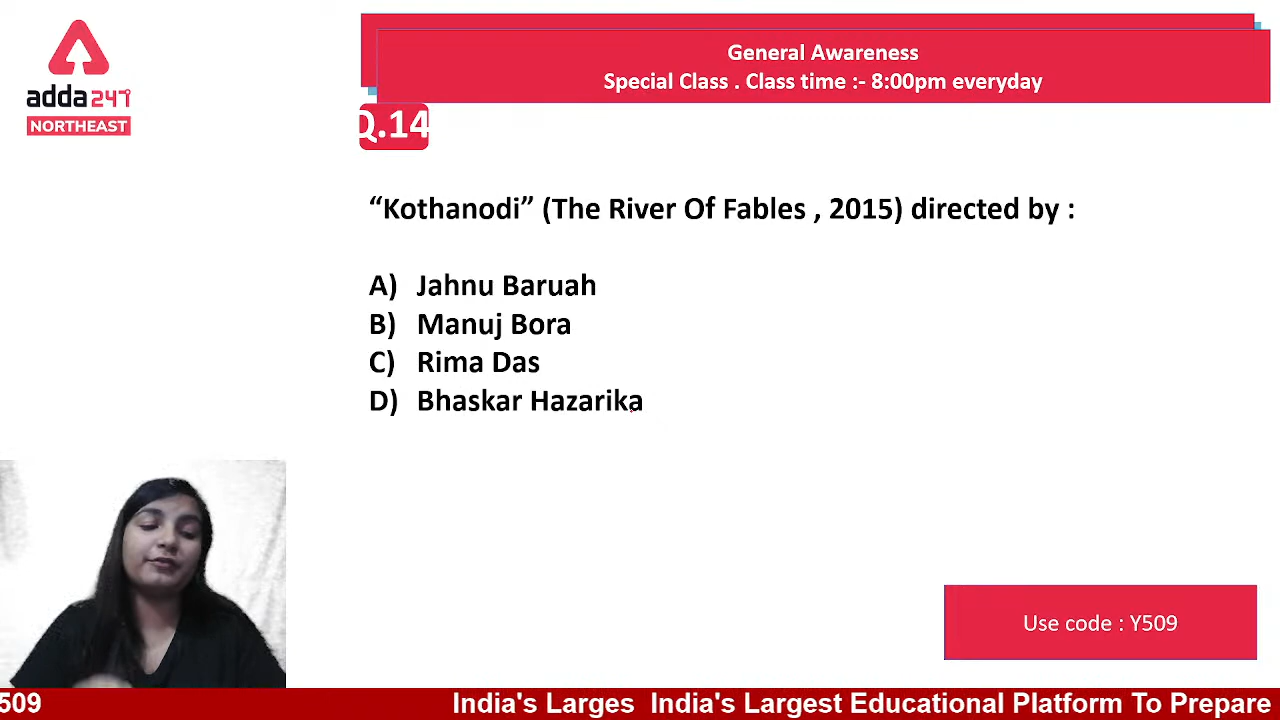 adda247
NORTHEAST
General Awareness
Special Class . Class time :- 8:00pm everyday
Q.14
“Kothanodi” (The River Of Fables , 2015) directed by :
A) Jahnu Baruah
B) Manuj Bora
C) Rima Das
D) Bhaskar Hazarika
Use code : Y509
509 India's Larges India's Largest Educational Platform To Prepare